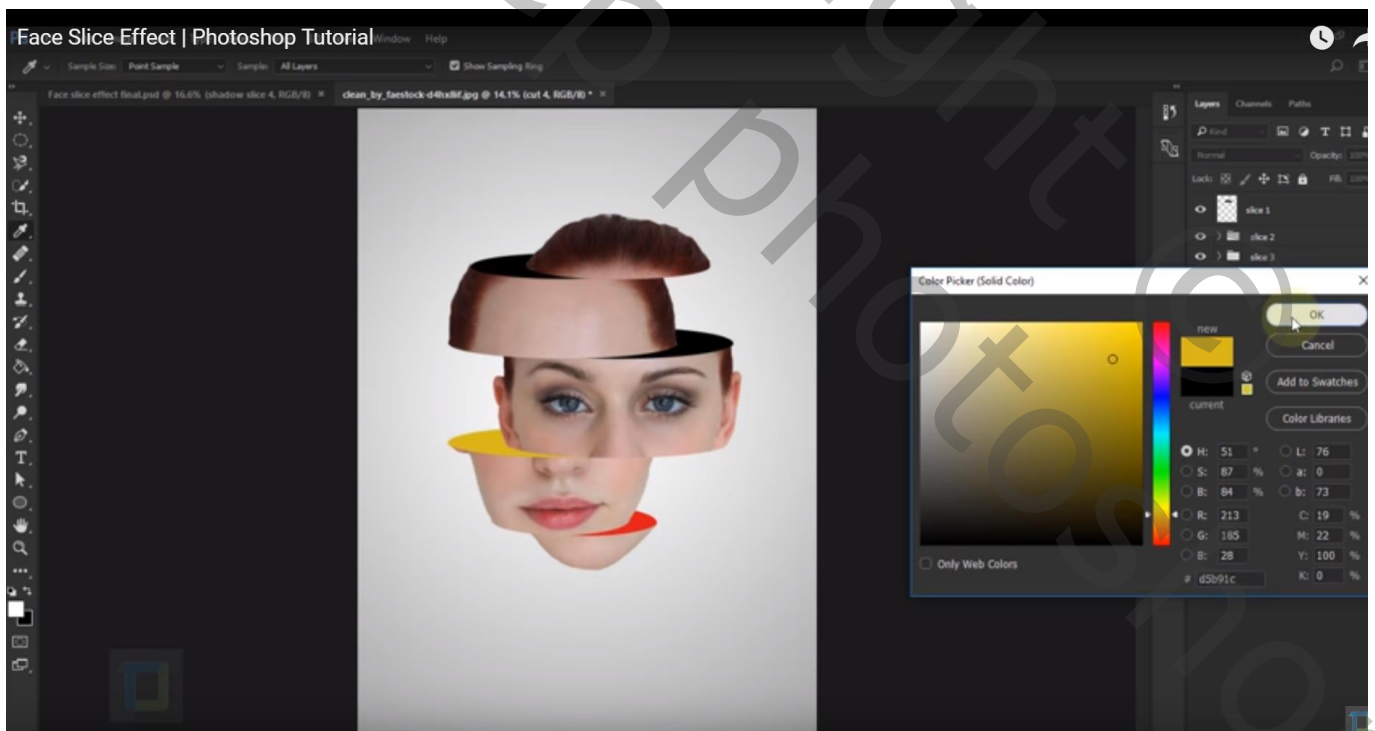 Face Slice Effect | Photoshop Tutorial
Window Help
Sample Size: Point Sample Sample: All Layers Show Sampling Ring
Face slice effect final.psd @ 16.6% (shadow slice 4, RGB/8) × clean_by_faestock-d4hx8if.jpg @ 14.1% (cut 4, RGB/8) * ×
Layers Channels Paths
Kind
Normal Opacity: 100%
Lock: Fill: 100%
slice 1
slice 2
slice 3
Color Picker (Solid Color)
OK
new
Cancel
Add to Swatches
current
Color Libraries
H: 51 ° L: 76
S: 87 % a: 0
B: 84 % b: 73
R: 213 C: 19 %
G: 185 M: 22 %
B: 28 Y: 100 %
# d5b91c K: 0 %
Only Web Colors
photosho